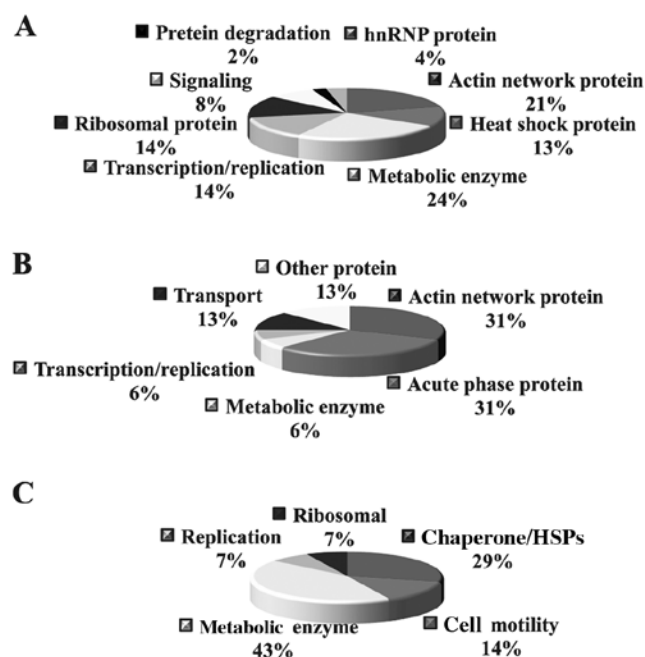 A
Pretein degradation
2%
hnRNP protein
4%
Signaling
8%
Actin network protein
21%
Ribosomal protein
14%
Heat shock protein
13%
Transcription/replication
14%
Metabolic enzyme
24%
B
Other protein
13%
Transport
13%
Actin network protein
31%
Transcription/replication
6%
Acute phase protein
31%
Metabolic enzyme
6%
C
Ribosomal
7%
Replication
7%
Chaperone/HSPs
29%
Metabolic enzyme
43%
Cell motility
14%